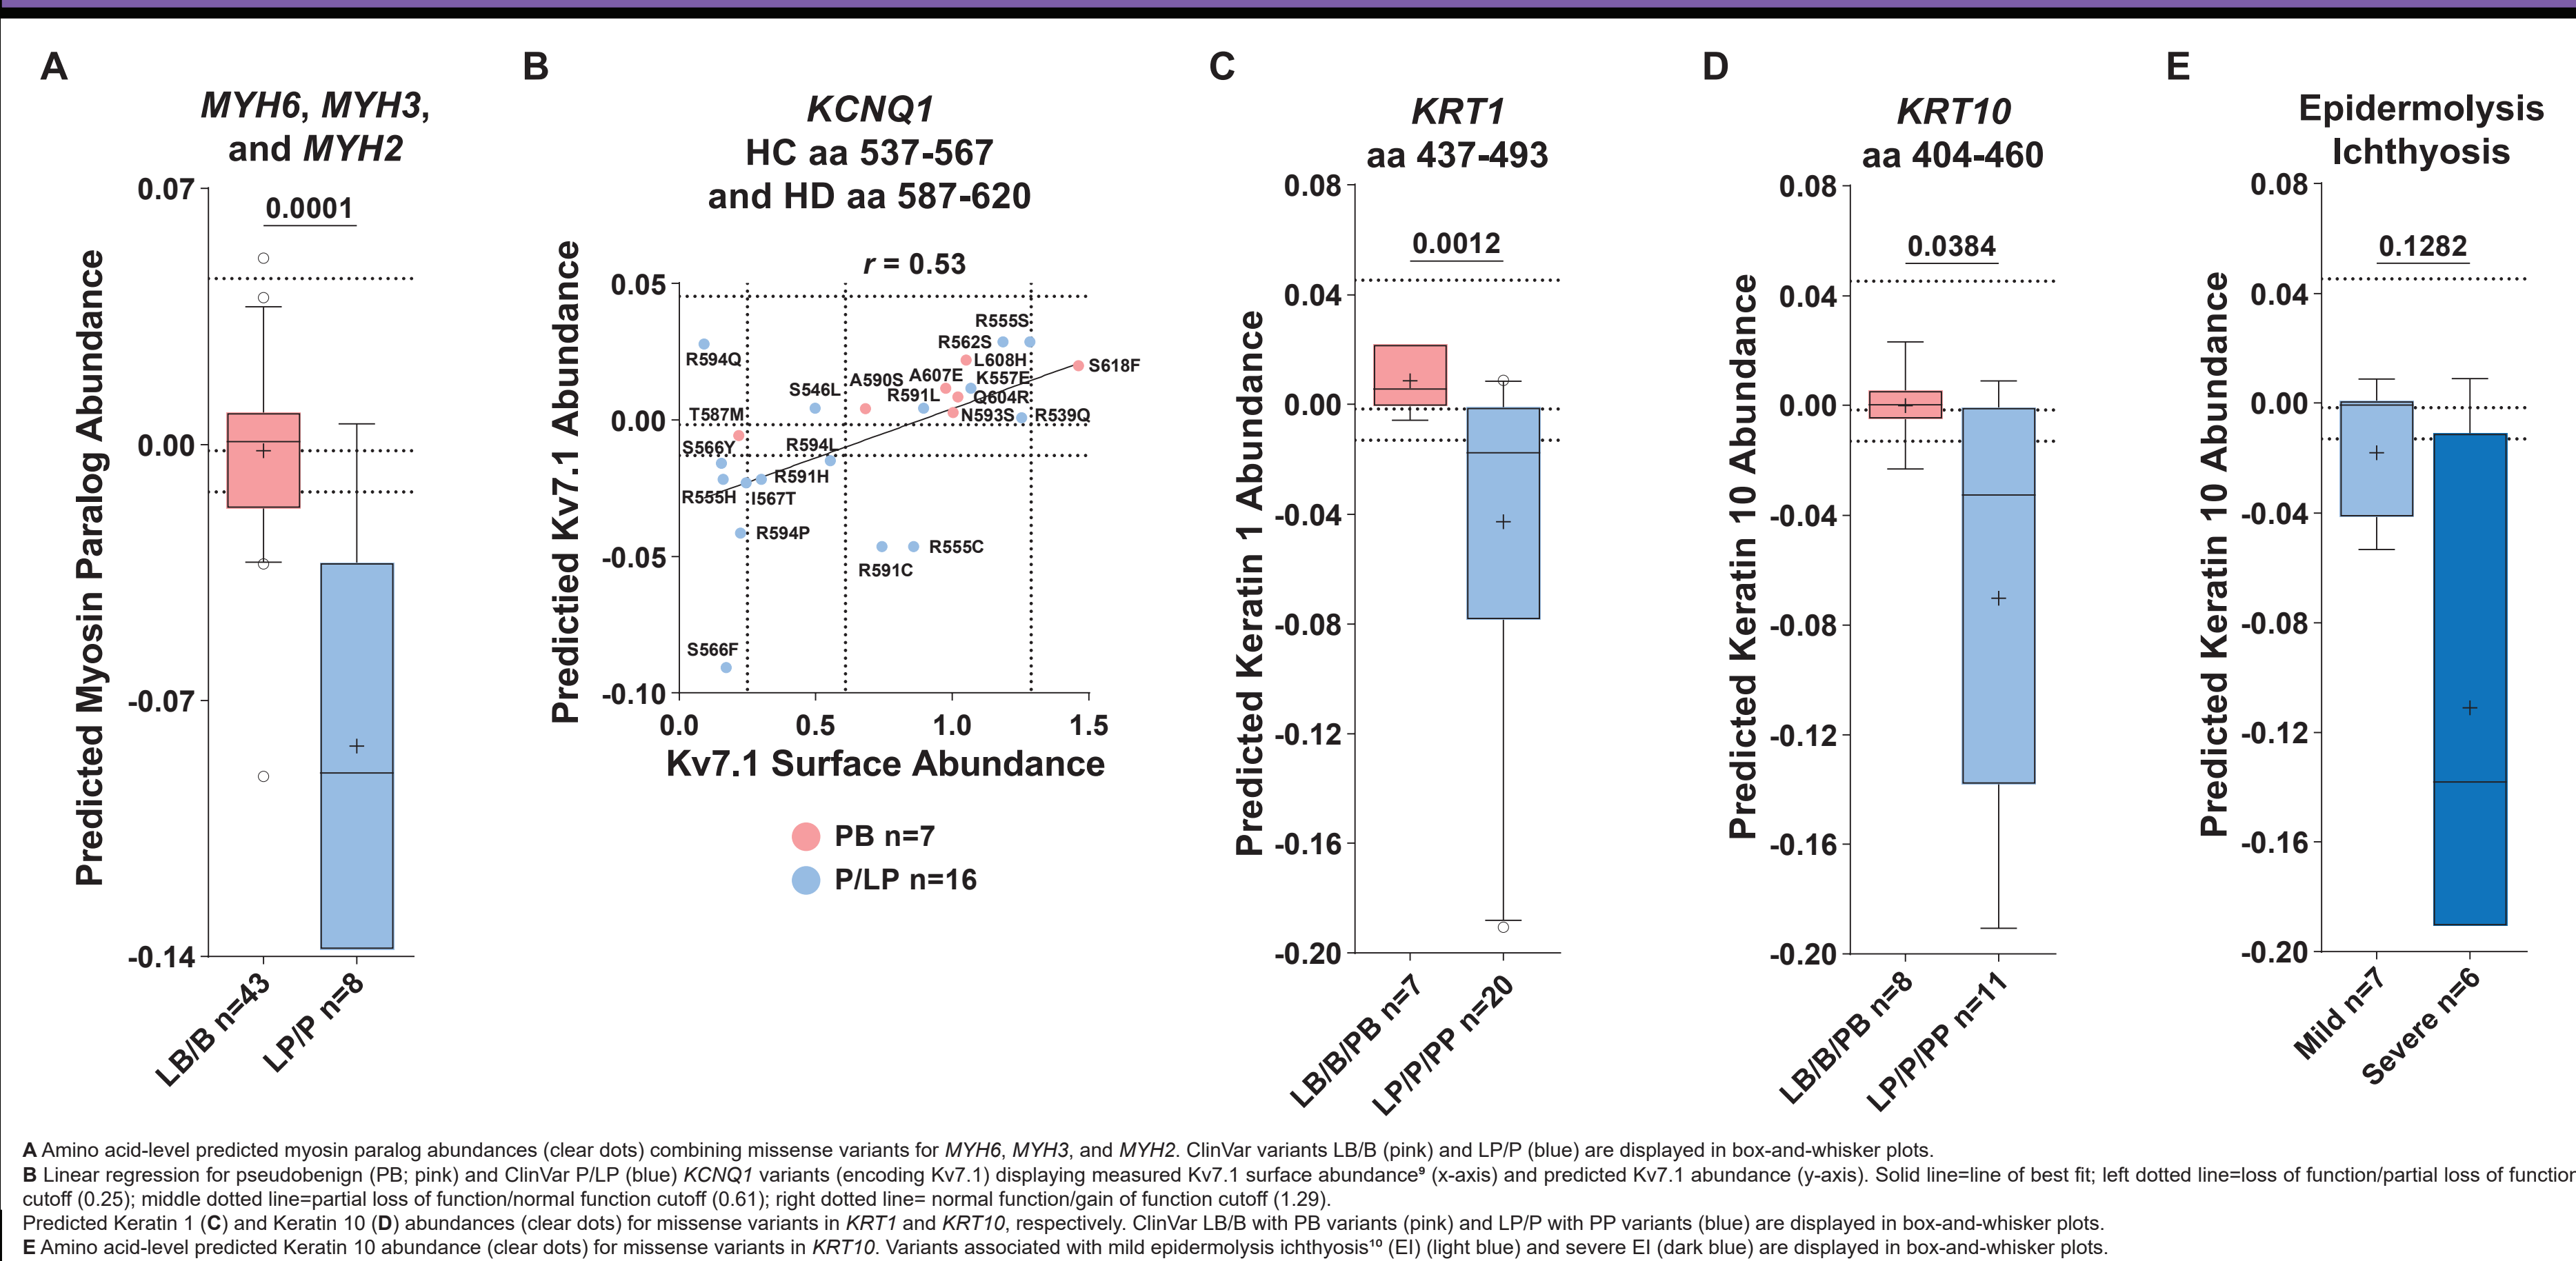 A
MYH6, MYH3,
and MYH2
0.07
0.00
-0.07
-0.14
0.0001
Predicted Myosin Paralog Abundance
LB/B n=43
LP/P n=8
B
KCNQ1
HC aa 537-567
and HD aa 587-620
r = 0.53
0.05
0.00
-0.05
-0.10
Predictied Kv7.1 Abundance
R555S
R562S
R594Q
L608H
S618F
A590S
A607E
K557E
S546L
R591L
Q604R
T587M
N593S
R539Q
S566Y
R594L
R591H
R555H
I567T
R594P
R555C
R591C
S566F
0.0
0.5
1.0
1.5
Kv7.1 Surface Abundance
PB n=7
P/LP n=16
C
KRT1
aa 437-493
0.08
0.04
0.00
-0.04
-0.08
-0.12
-0.16
-0.20
0.0012
Predicted Keratin 1 Abundance
LB/B/PB n=7
LP/P/PP n=20
D
KRT10
aa 404-460
0.08
0.04
0.00
-0.04
-0.08
-0.12
-0.16
-0.20
0.0384
Predicted Keratin 10 Abundance
LB/B/PB n=8
LP/P/PP n=11
E
Epidermolysis
Ichthyosis
0.08
0.04
0.00
-0.04
-0.08
-0.12
-0.16
-0.20
0.1282
Predicted Keratin 10 Abundance
Mild n=7
Severe n=6
A Amino acid-level predicted myosin paralog abundances (clear dots) combining missense variants for MYH6, MYH3, and MYH2. ClinVar variants LB/B (pink) and LP/P (blue) are displayed in box-and-whisker plots.
B Linear regression for pseudobenign (PB; pink) and ClinVar P/LP (blue) KCNQ1 variants (encoding Kv7.1) displaying measured Kv7.1 surface abundance⁹ (x-axis) and predicted Kv7.1 abundance (y-axis). Solid line=line of best fit; left dotted line=loss of function/partial loss of function
cutoff (0.25); middle dotted line=partial loss of function/normal function cutoff (0.61); right dotted line= normal function/gain of function cutoff (1.29).
Predicted Keratin 1 (C) and Keratin 10 (D) abundances (clear dots) for missense variants in KRT1 and KRT10, respectively. ClinVar LB/B with PB variants (pink) and LP/P with PP variants (blue) are displayed in box-and-whisker plots.
E Amino acid-level predicted Keratin 10 abundance (clear dots) for missense variants in KRT10. Variants associated with mild epidermolysis ichthyosis¹⁰ (EI) (light blue) and severe EI (dark blue) are displayed in box-and-whisker plots.